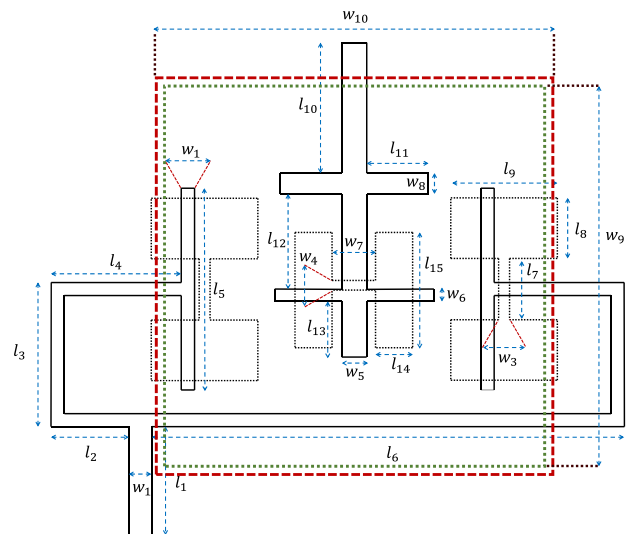 w₁₀
l₁₀
w₁
l₁₁
w₈
l₉
l₈
w₉
l₁₂
w₇
l₄
w₄
l₁₅
l₅
l₇
w₆
l₃
l₁₃
w₅
l₁₄
w₃
l₂
l₆
w₁
l₁